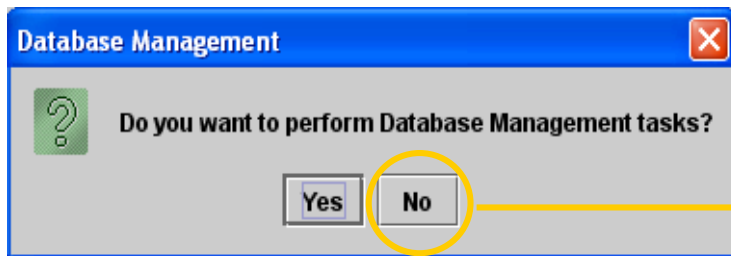 Database Management
Do you want to perform Database Management tasks?
Yes No